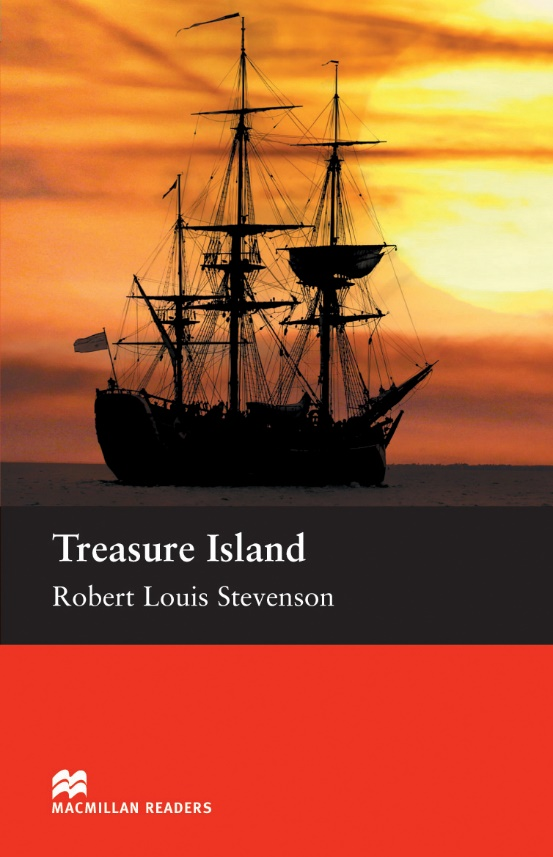 Treasure Island
Robert Louis Stevenson
MACMILLAN READERS